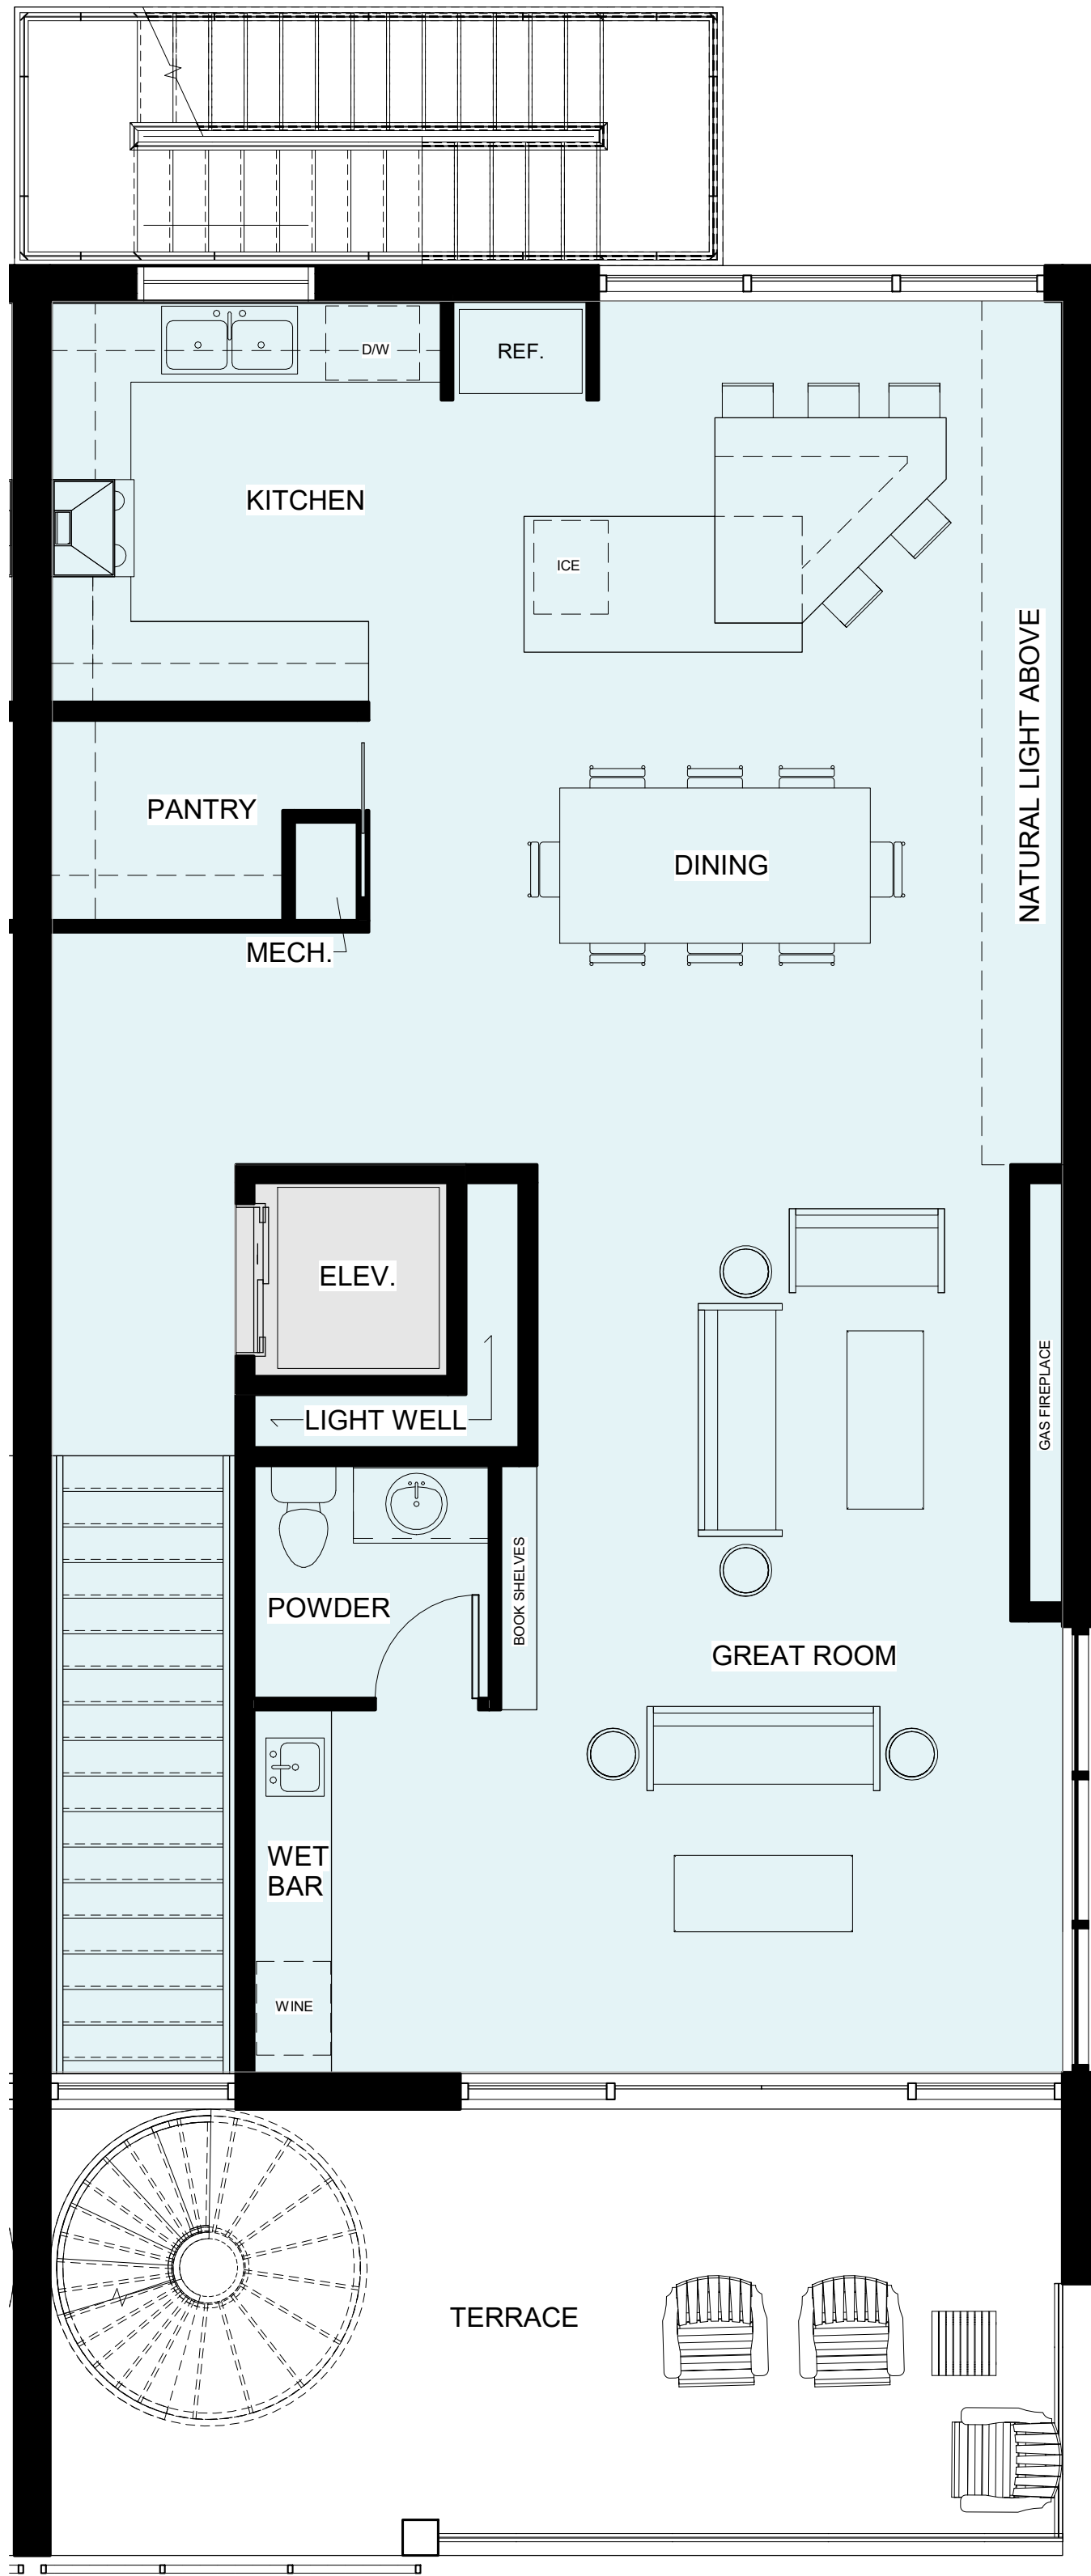 D/W
REF.
KITCHEN
ICE
NATURAL LIGHT ABOVE
PANTRY
DINING
MECH.
ELEV.
LIGHT WELL
GAS FIREPLACE
BOOK SHELVES
POWDER
GREAT ROOM
WET
BAR
WINE
TERRACE